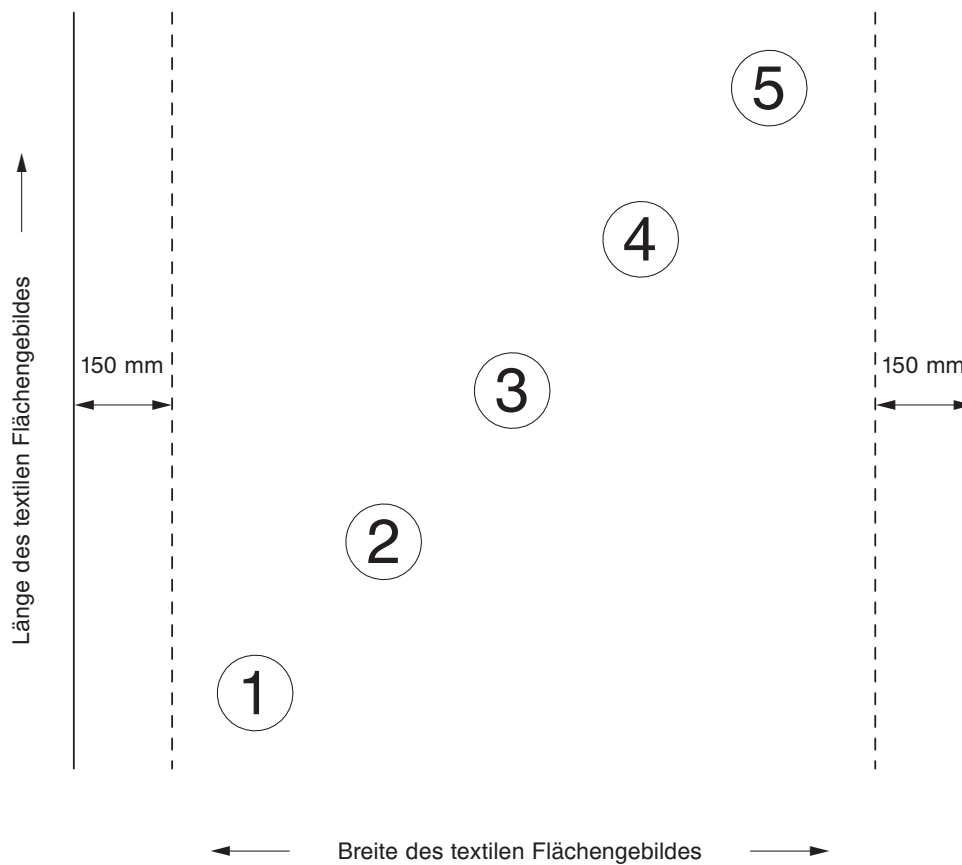 5
4
Länge des textilen Flächengebildes
150 mm
150 mm
3
2
1
Breite des textilen Flächengebildes